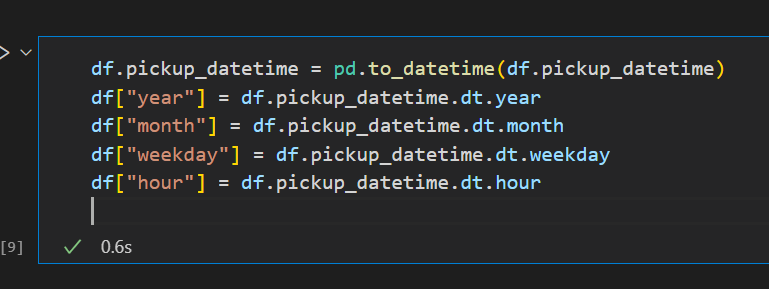 df.pickup_datetime = pd.to_datetime(df.pickup_datetime)
df["year"] = df.pickup_datetime.dt.year
df["month"] = df.pickup_datetime.dt.month
df["weekday"] = df.pickup_datetime.dt.weekday
df["hour"] = df.pickup_datetime.dt.hour
[9] 0.6s